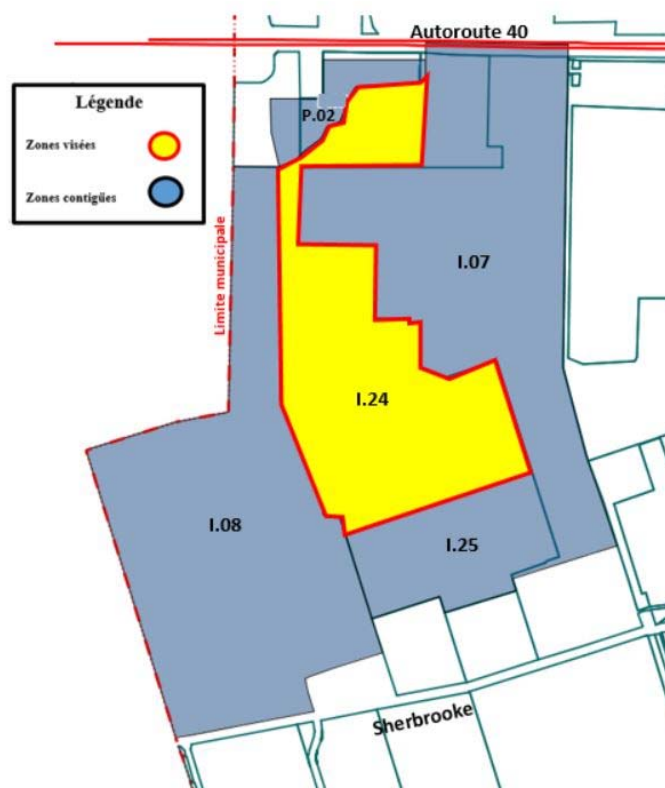 Autoroute 40
Légende
Zones visées
Zones contigües
P.02
Limite municipale
I.07
I.24
I.08
I.25
Sherbrooke